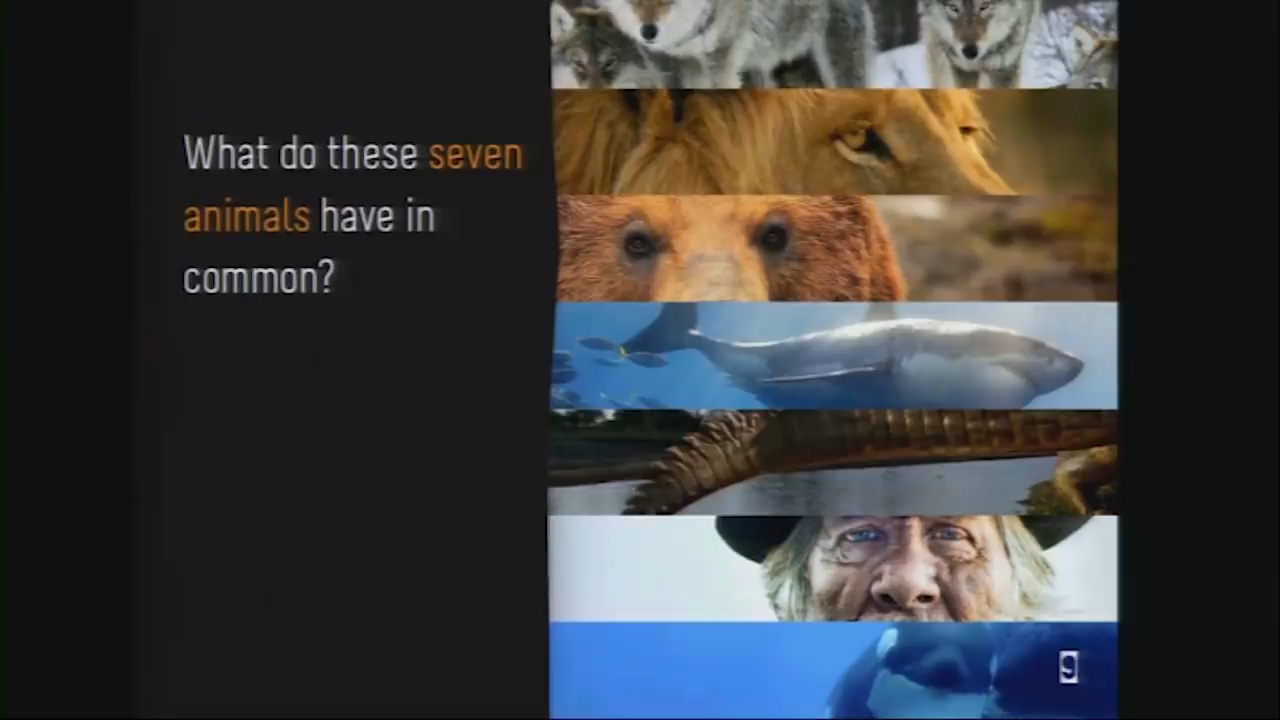 What do these seven
animals have in
common?
9